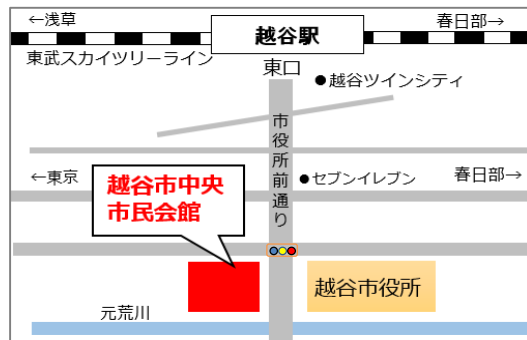 ←浅草
越谷駅
春日部→
東武スカイツリーライン
東口
●越谷ツインシティ
市役所前通り
←東京
●セブンイレブン
春日部→
越谷市中央
市民会館
越谷市役所
元荒川